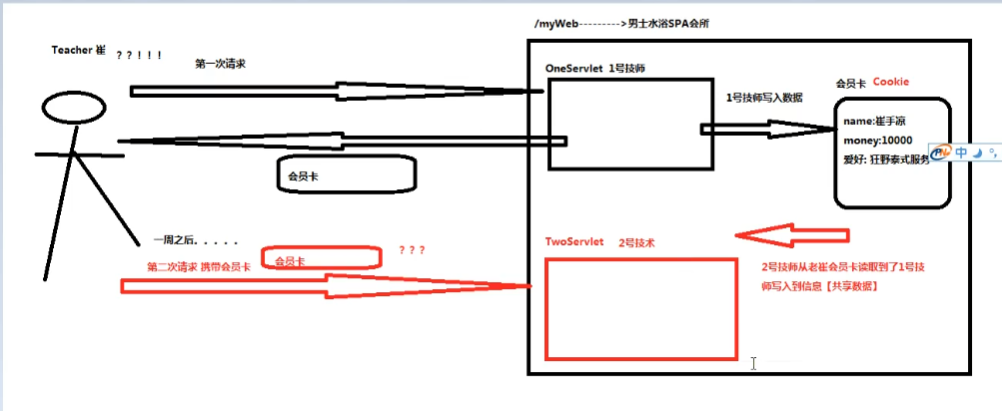 /myWeb--------->男士水浴SPA会所
Teacher 崔
??!!!
第一次请求
OneServlet 1号技师
1号技师写入数据
会员卡 Cookie
name:崔手凉
money:10000
爱好: 狂野泰式服务
中
会员卡
一周之后.....
第二次请求 携带会员卡
会员卡
???
TwoServlet 2号技术
2号技师从老崔会员卡读取到了1号技
师写入到信息【共享数据】